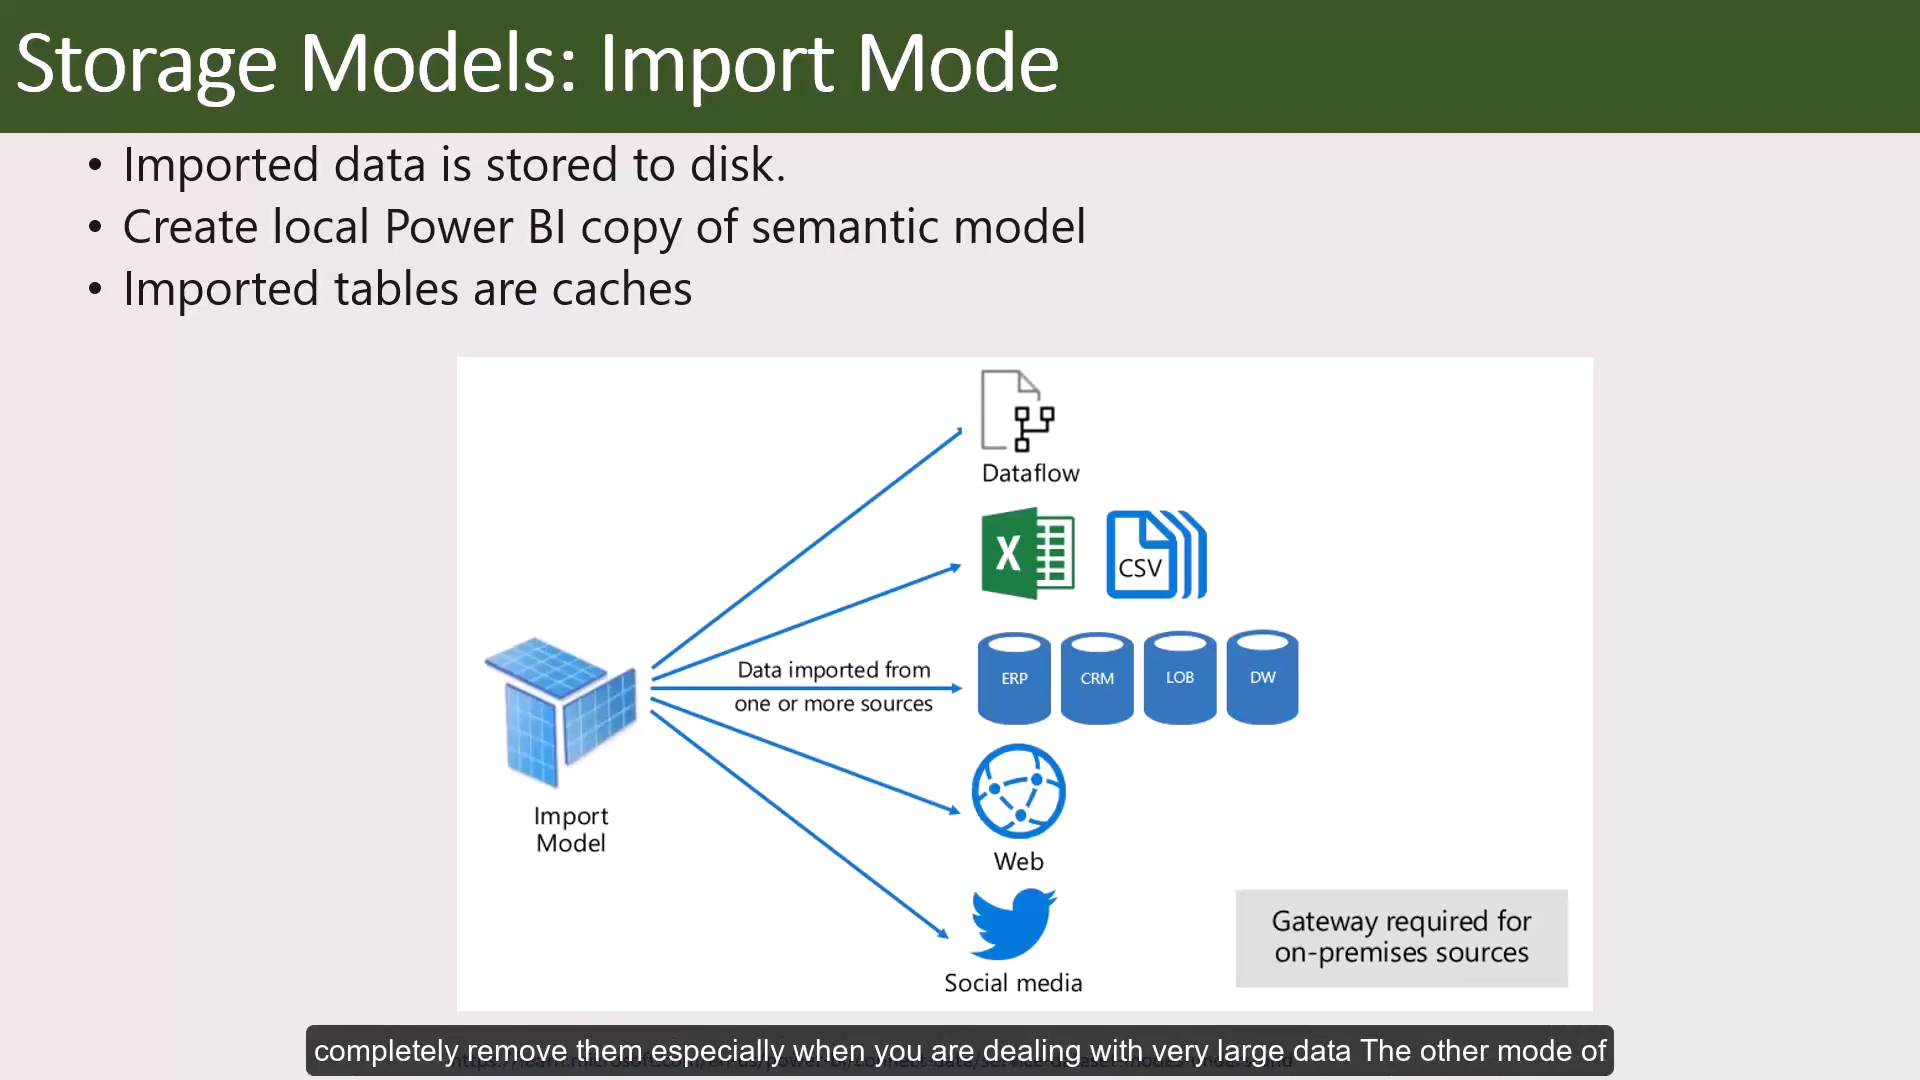 Storage Models: Import Mode
• Imported data is stored to disk.
• Create local Power BI copy of semantic model
• Imported tables are caches
Dataflow
X
CSV
Data imported from
one or more sources
ERP
CRM
LOB
DW
Import
Model
Web
Gateway required for
on-premises sources
Social media
completely remove them especially when you are dealing with very large data The other mode of